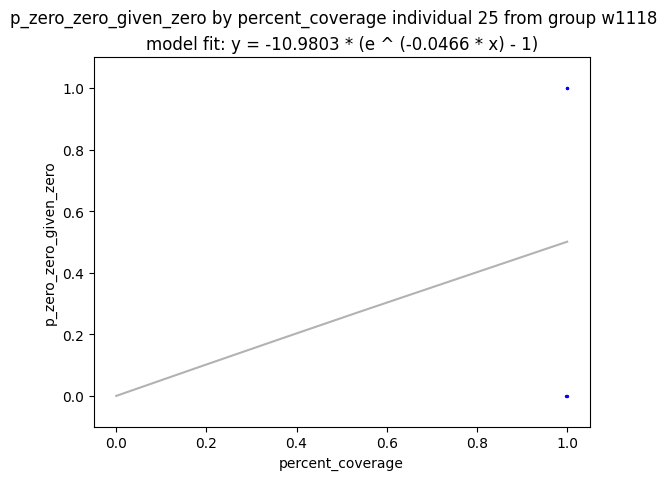 p_zero_zero_given_zero by percent_coverage individual 25 from group w1118
model fit: y = -10.9803 * (e ^ (-0.0466 * x) - 1)
1.0
0.8
0.6
0.4
0.2
0.0
p_zero_zero_given_zero
0.0 0.2 0.4 0.6 0.8 1.0
percent_coverage